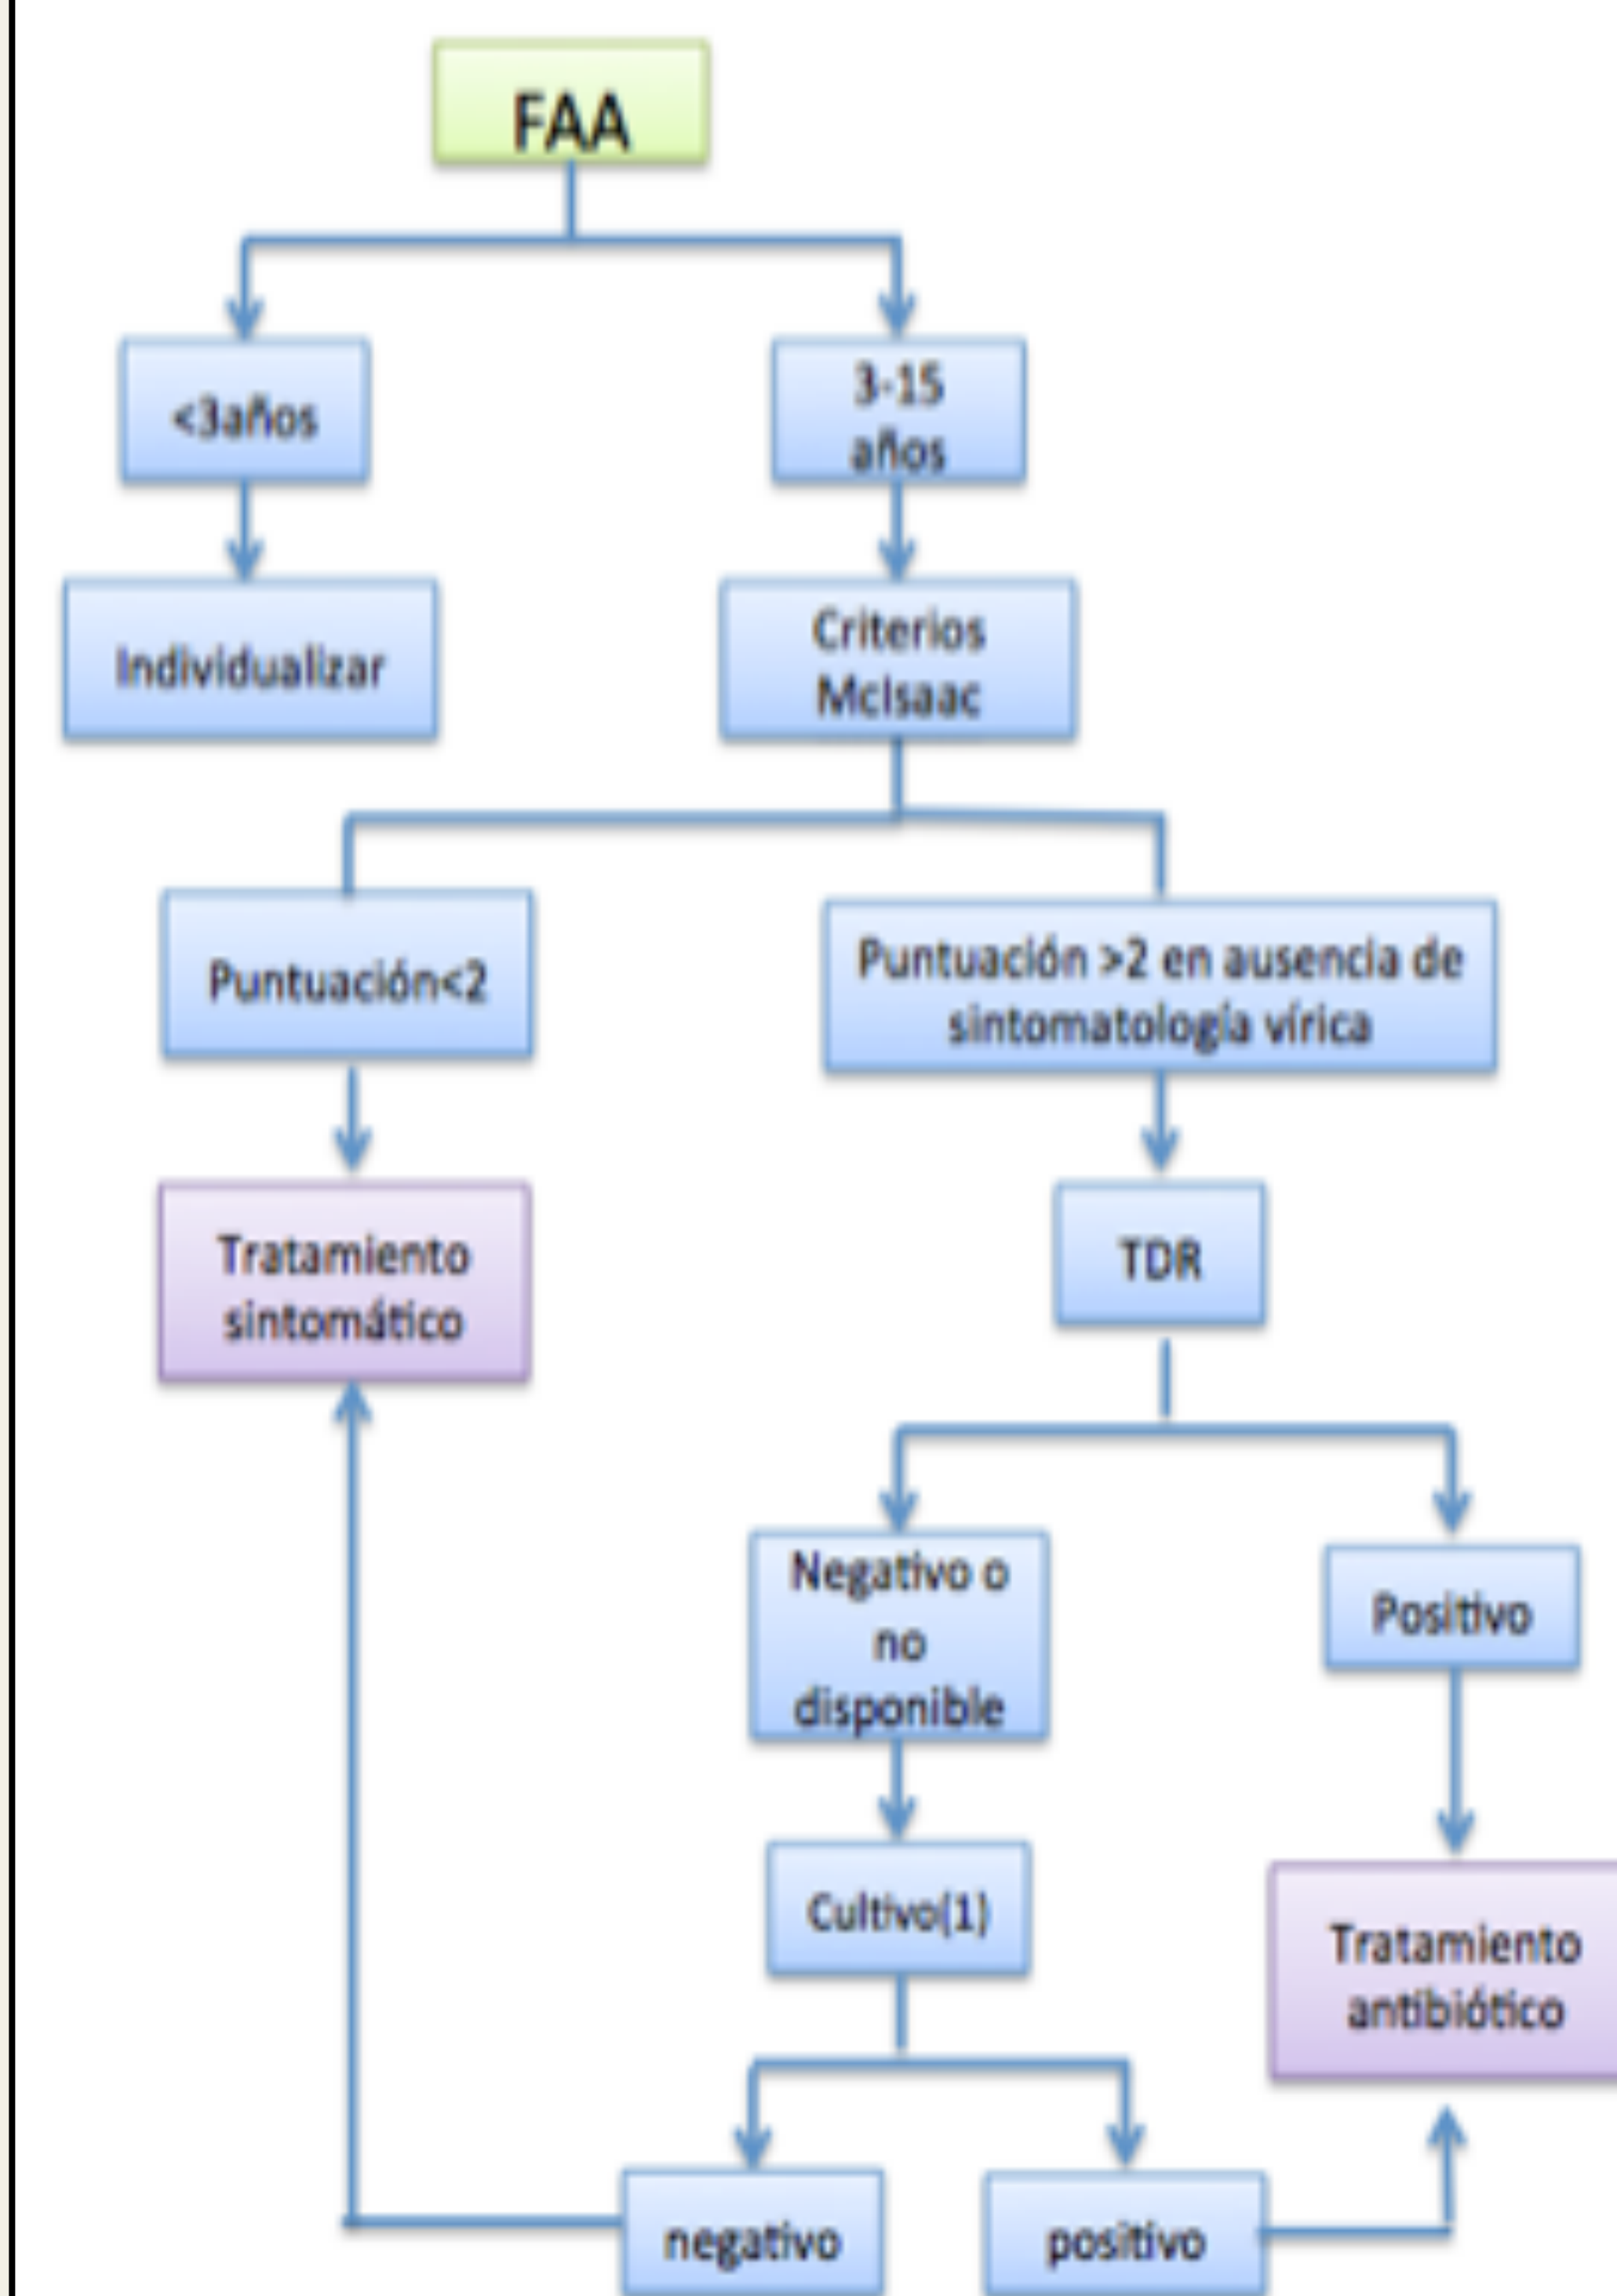 FAA
<3años
3-15
años
Individualizar
Criterios
McIsaac
Puntuación<2
Puntuación >2 en ausencia de
sintomatología vírica
Tratamiento
sintomático
TDR
Negativo o
no
disponible
Positivo
Cultivo(1)
Tratamiento
antibiótico
negativo
positivo